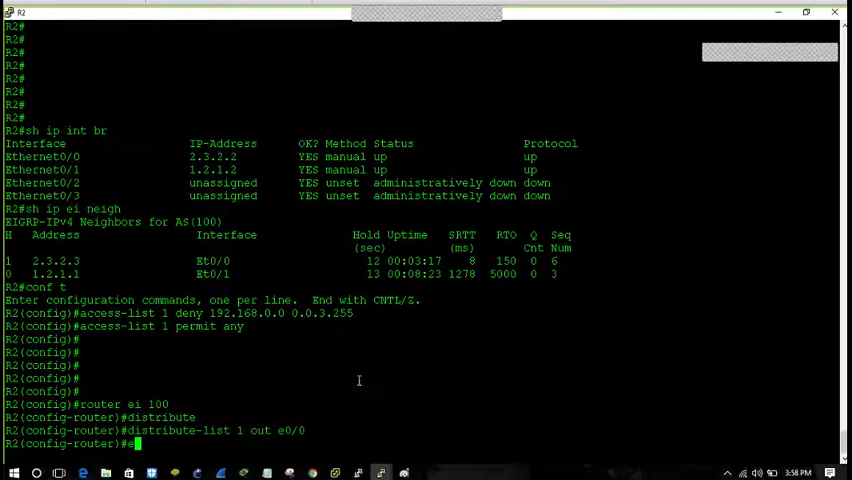 R2
R2#
R2#
R2#
R2#
R2#
R2#
R2#
R2#
R2#sh ip int br
Interface IP-Address OK? Method Status Protocol
Ethernet0/0 2.3.2.2 YES manual up up
Ethernet0/1 1.2.1.2 YES manual up up
Ethernet0/2 unassigned YES unset administratively down down
Ethernet0/3 unassigned YES unset administratively down down
R2#sh ip ei neigh
EIGRP-IPv4 Neighbors for AS(100)
H Address Interface Hold Uptime SRTT RTO Q Seq
(sec) (ms) Cnt Num
1 2.3.2.3 Et0/0 12 00:03:17 8 150 0 6
0 1.2.1.1 Et0/1 13 00:08:23 1278 5000 0 3
R2#conf t
Enter configuration commands, one per line. End with CNTL/Z.
R2(config)#access-list 1 deny 192.168.0.0 0.0.3.255
R2(config)#access-list 1 permit any
R2(config)#
R2(config)#
R2(config)#
R2(config)#
R2(config)#
R2(config)#router ei 100
R2(config-router)#distribute
R2(config-router)#distribute-list 1 out e0/0
R2(config-router)#e
3:58 PM